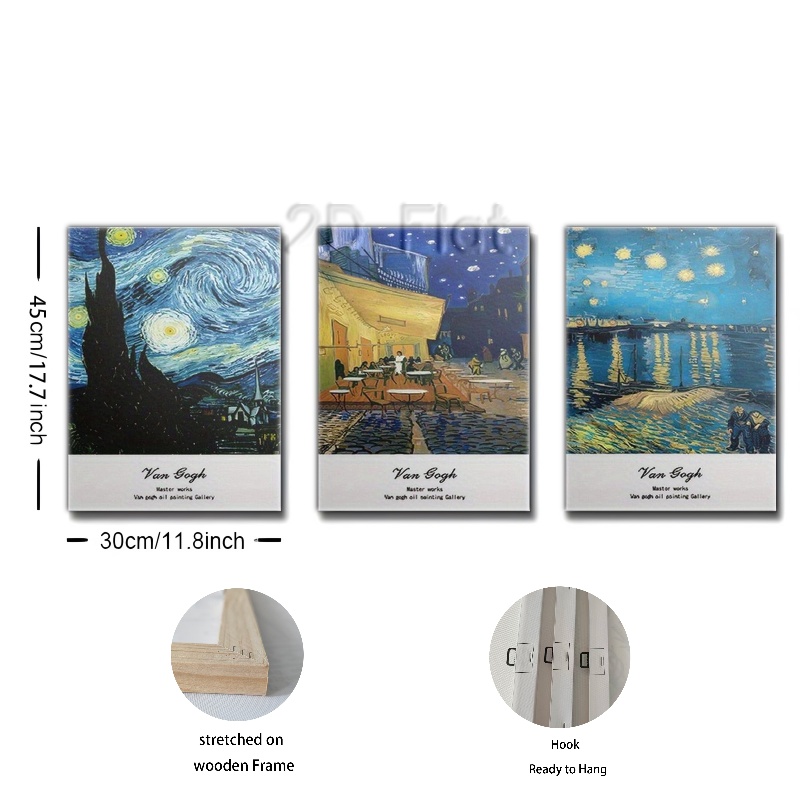 2D Flat
45cm/17.7inch
Van Gogh
Master works
Van gogh oil painting Gallery
Van Gogh
Master works
Van gogh oil painting Gallery
Van Gogh
Master works
Van gogh oil painting Gallery
30cm/11.8inch
stretched on
wooden Frame
Hook
Ready to Hang